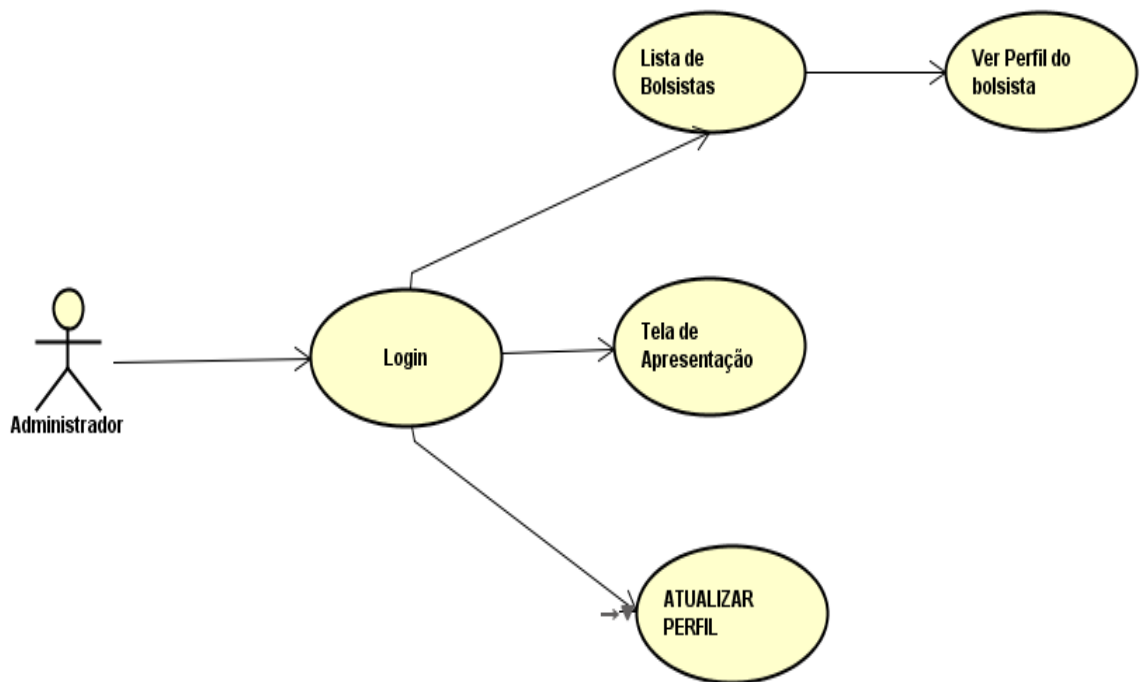 Lista de
Bolsistas
Ver Perfil do
bolsista
Administrador
Login
Tela de
Apresentação
ATUALIZAR
PERFIL